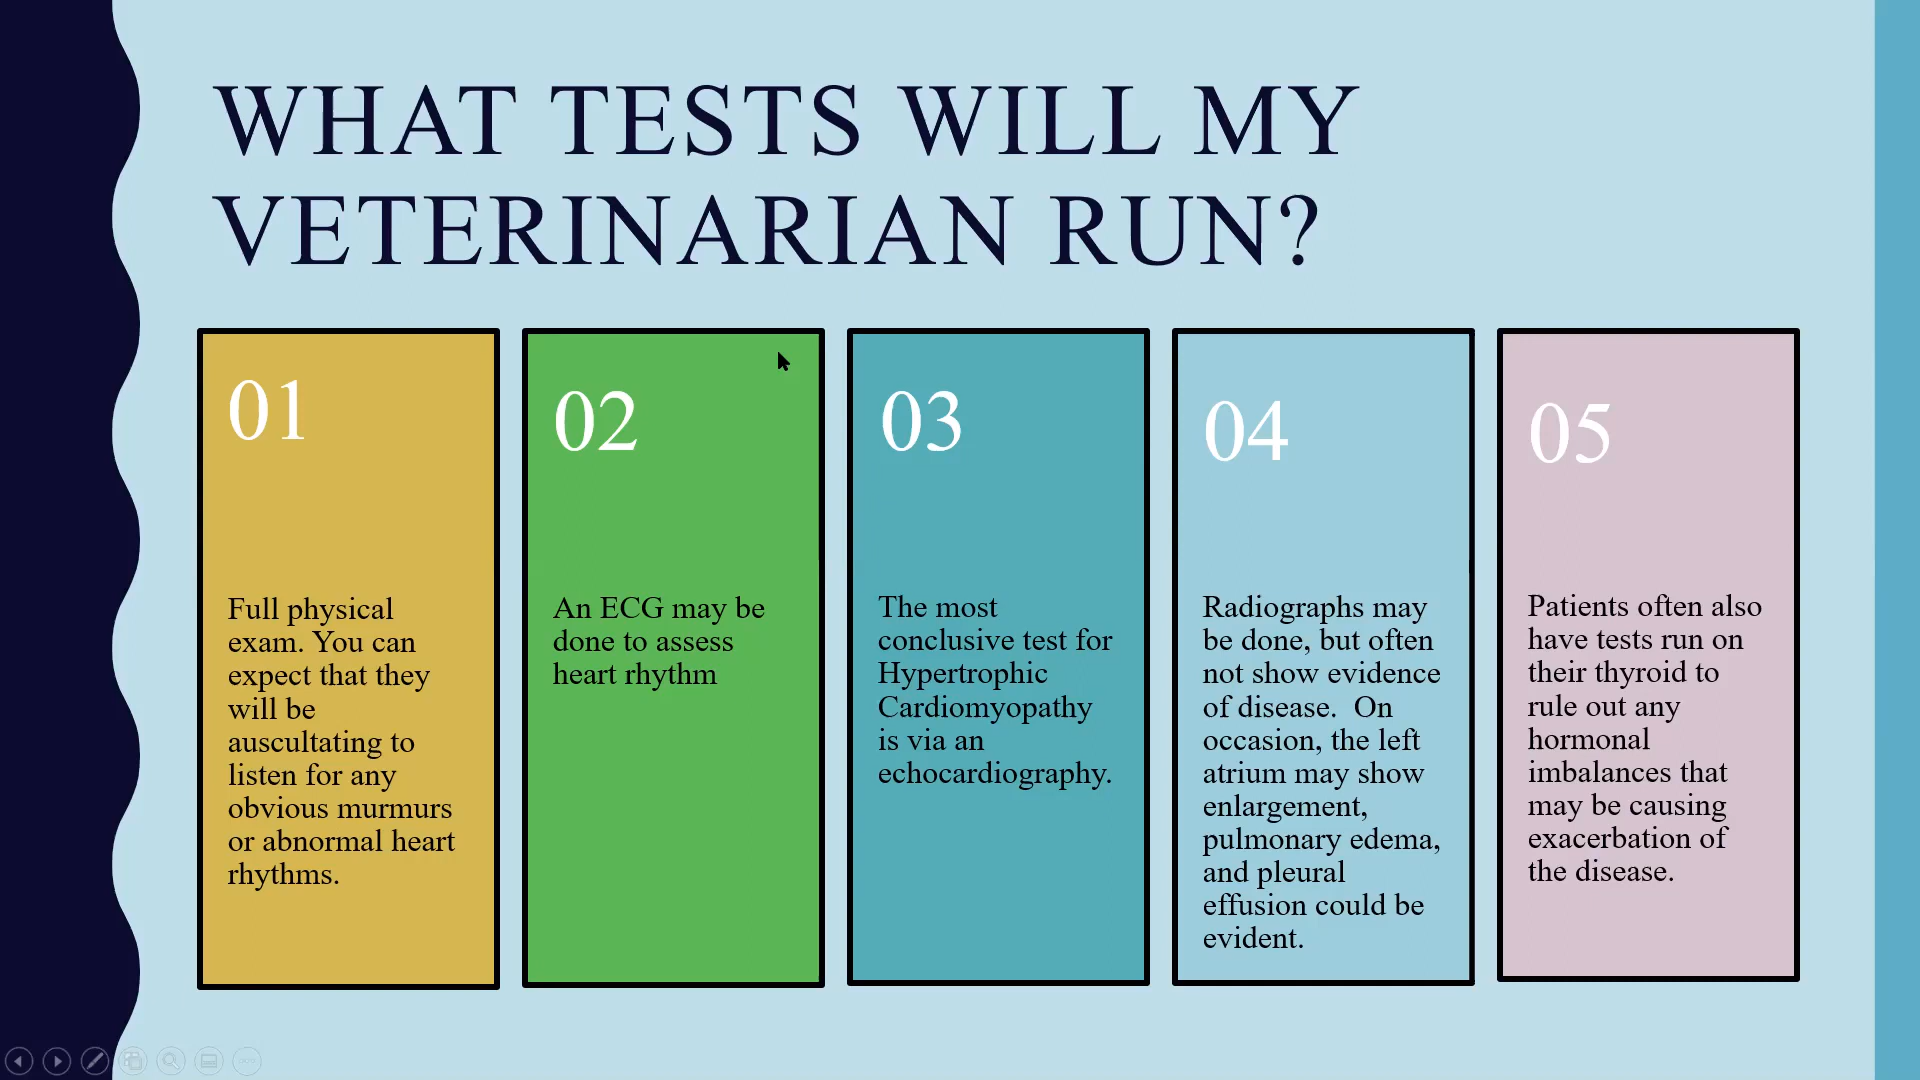 WHAT TESTS WILL MY
VETERINARIAN RUN?
01
Full physical
exam. You can
expect that they
will be
auscultating to
listen for any
obvious murmurs
or abnormal heart
rhythms.
02
An ECG may be
done to assess
heart rhythm
03
The most
conclusive test for
Hypertrophic
Cardiomyopathy
is via an
echocardiography.
04
Radiographs may
be done, but often
not show evidence
of disease.  On
occasion, the left
atrium may show
enlargement,
pulmonary edema,
and pleural
effusion could be
evident.
05
Patients often also
have tests run on
their thyroid to
rule out any
hormonal
imbalances that
may be causing
exacerbation of
the disease.